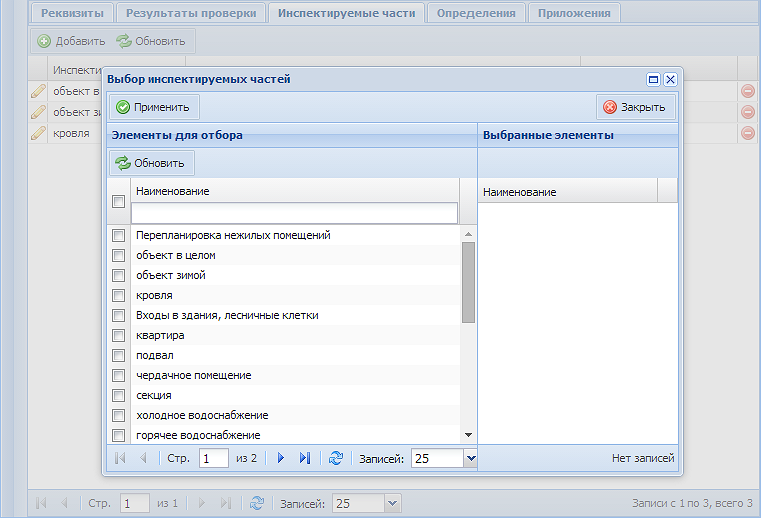 Реквизиты Результаты проверки Инспектируемые части Определения Приложения
Добавить Обновить
Инспекти
объект в
объект зи
кровля
Выбор инспектируемых частей
Применить Закрыть
Элементы для отбора Выбранные элементы
Обновить
Наименование Наименование
Перепланировка нежилых помещений
объект в целом
объект зимой
кровля
Входы в здания, лесничные клетки
квартира
подвал
чердачное помещение
секция
холодное водоснабжение
горячее водоснабжение
Стр. 1 из 2 Записей: 25 Нет записей
Стр. 1 из 1 Записей: 25 Записи с 1 по 3, всего 3